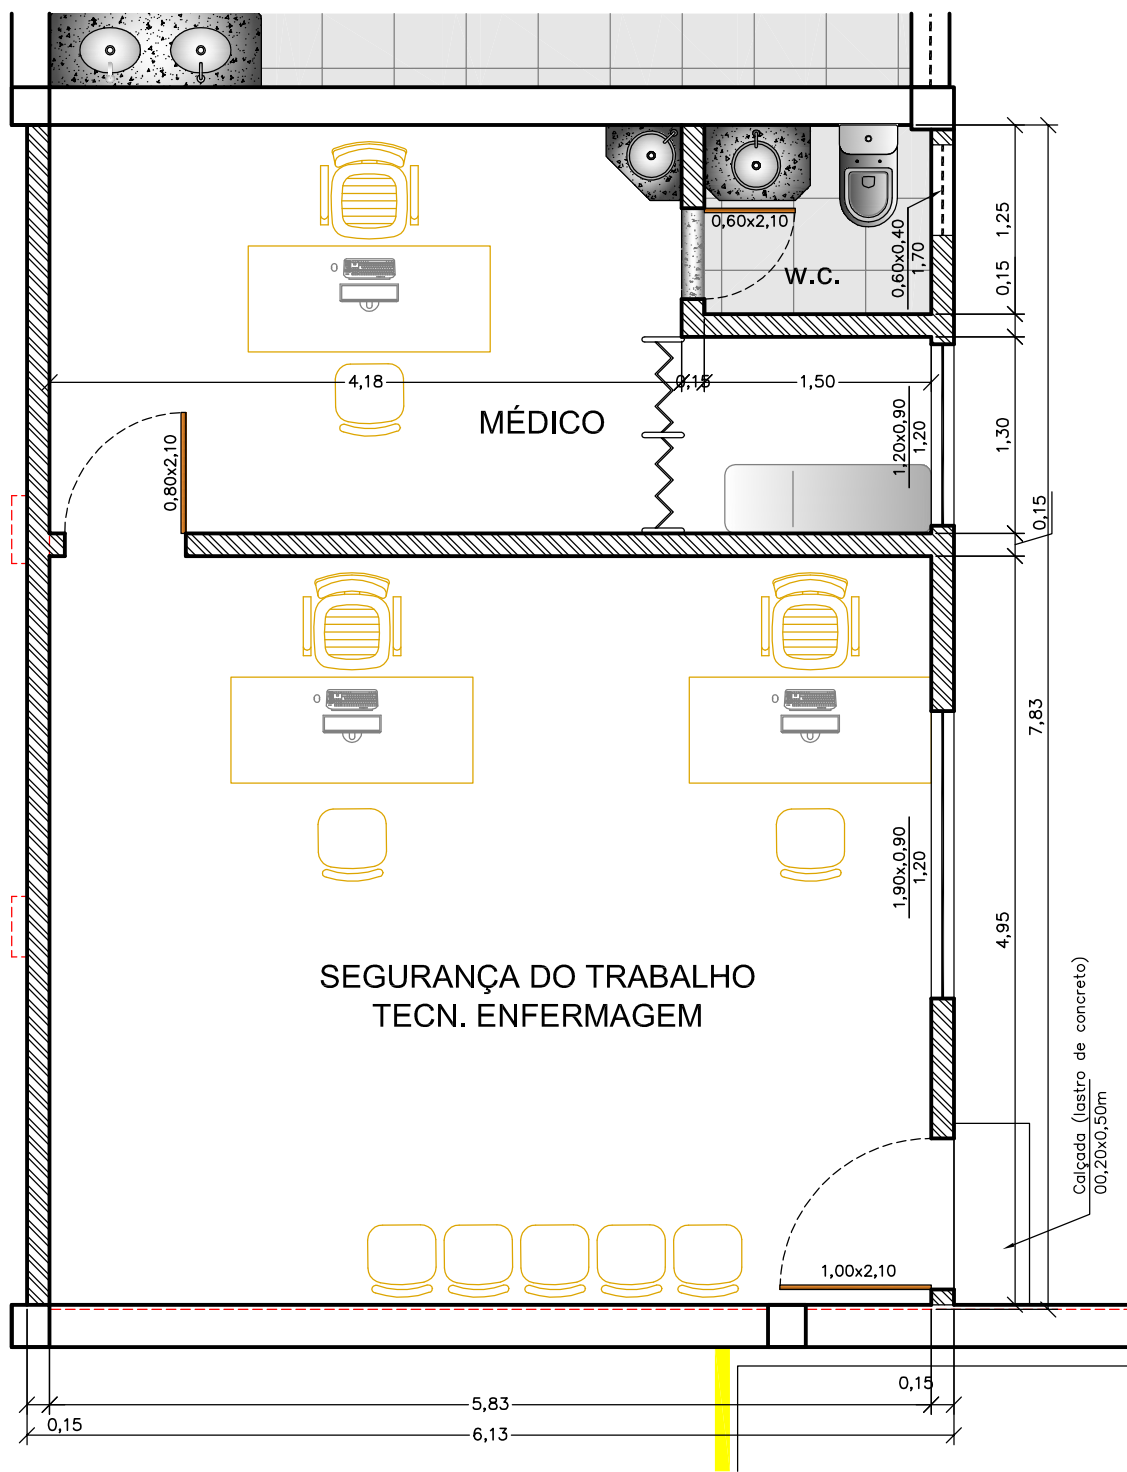 0,60x2,10
W.C.
0,60x0,40
1,70
1,25
0,15
4,18
0,15
1,50
MÉDICO
0,80x2,10
1,20x0,90
1,20
1,30
0,15
7,83
1,90x,0,90
1,20
4,95
SEGURANÇA DO TRABALHO
TECN. ENFERMAGEM
Calçada (lastro de concreto)
00,20x0,50m
1,00x2,10
0,15
5,83
0,15
6,13